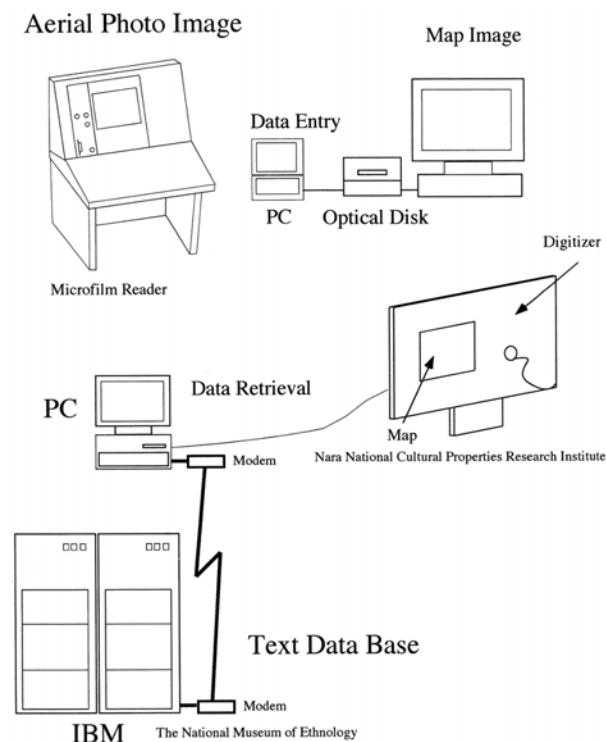 Aerial Photo Image
Map Image
Data Entry
PC
Optical Disk
Microfilm Reader
Digitizer
Data Retrieval
PC
Map
Modem
Nara National Cultural Properties Research Institute
Text Data Base
Modem
IBM
The National Museum of Ethnology